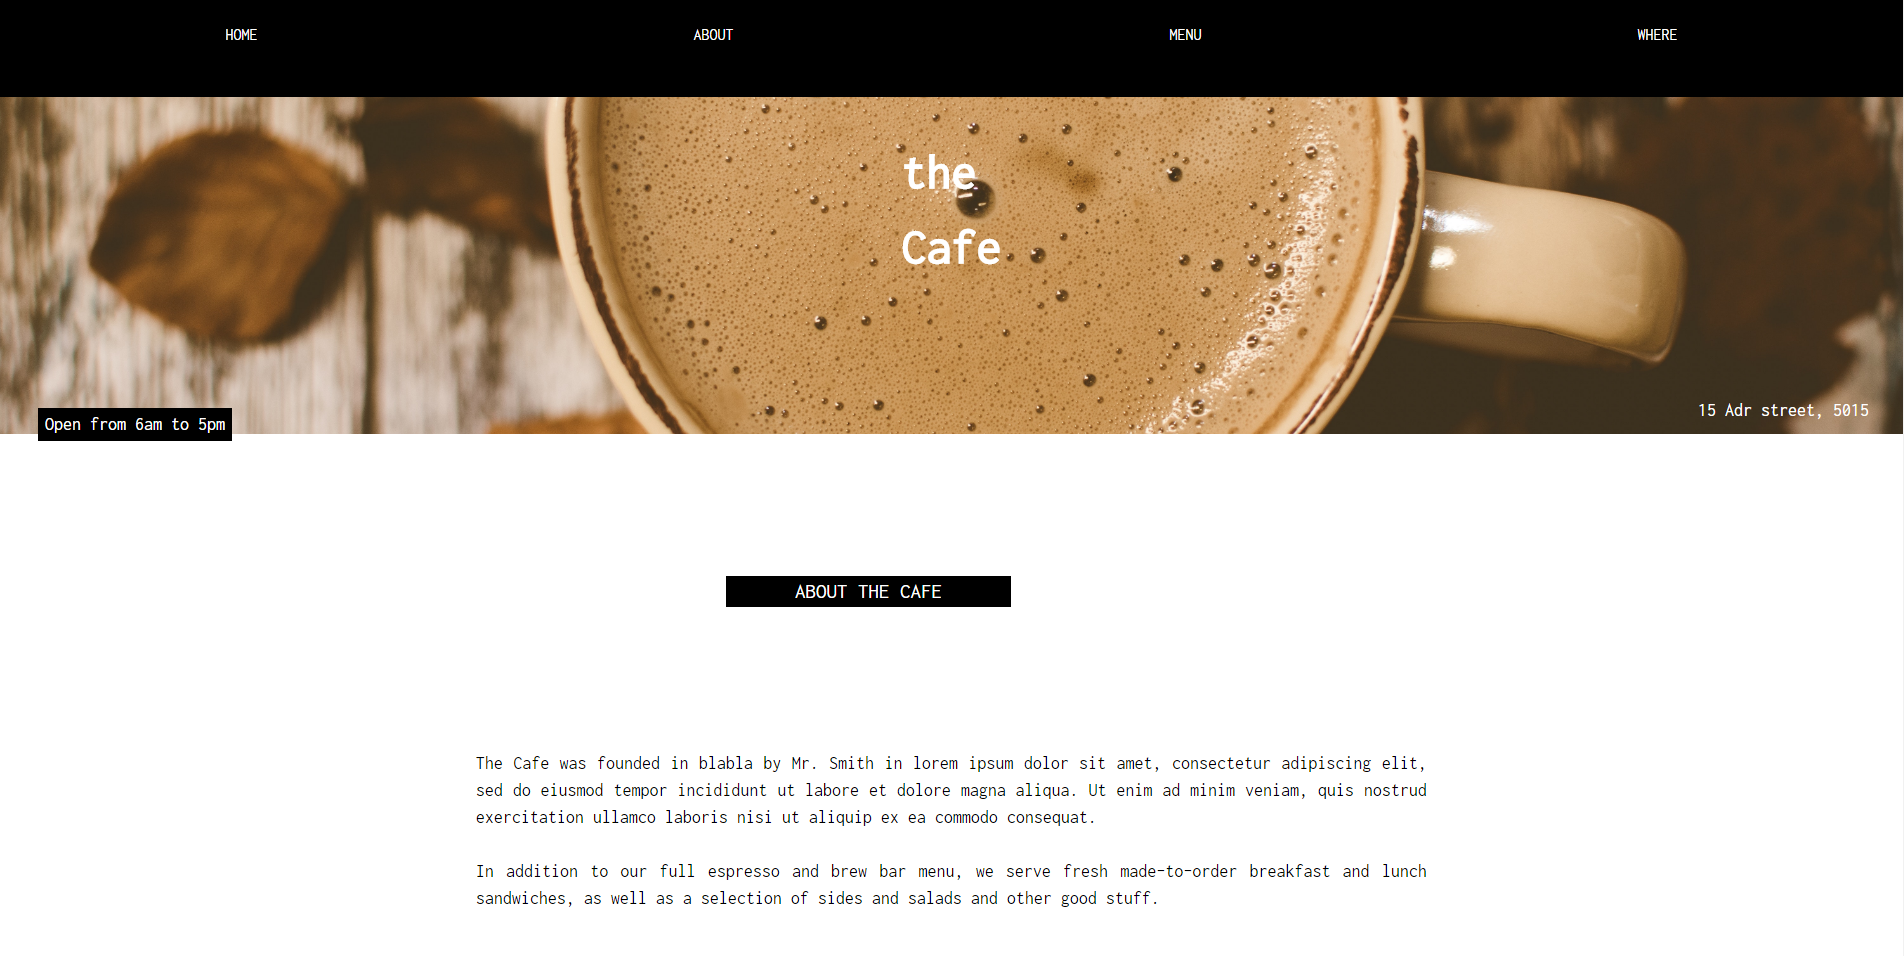 HOME ABOUT MENU WHERE
the
Cafe
Open from 6am to 5pm
15 Adr street, 5015
ABOUT THE CAFE
The Cafe was founded in blabla by Mr. Smith in lorem ipsum dolor sit amet, consectetur adipiscing elit,
sed do eiusmod tempor incididunt ut labore et dolore magna aliqua. Ut enim ad minim veniam, quis nostrud
exercitation ullamco laboris nisi ut aliquip ex ea commodo consequat.
In addition to our full espresso and brew bar menu, we serve fresh made-to-order breakfast and lunch
sandwiches, as well as a selection of sides and salads and other good stuff.